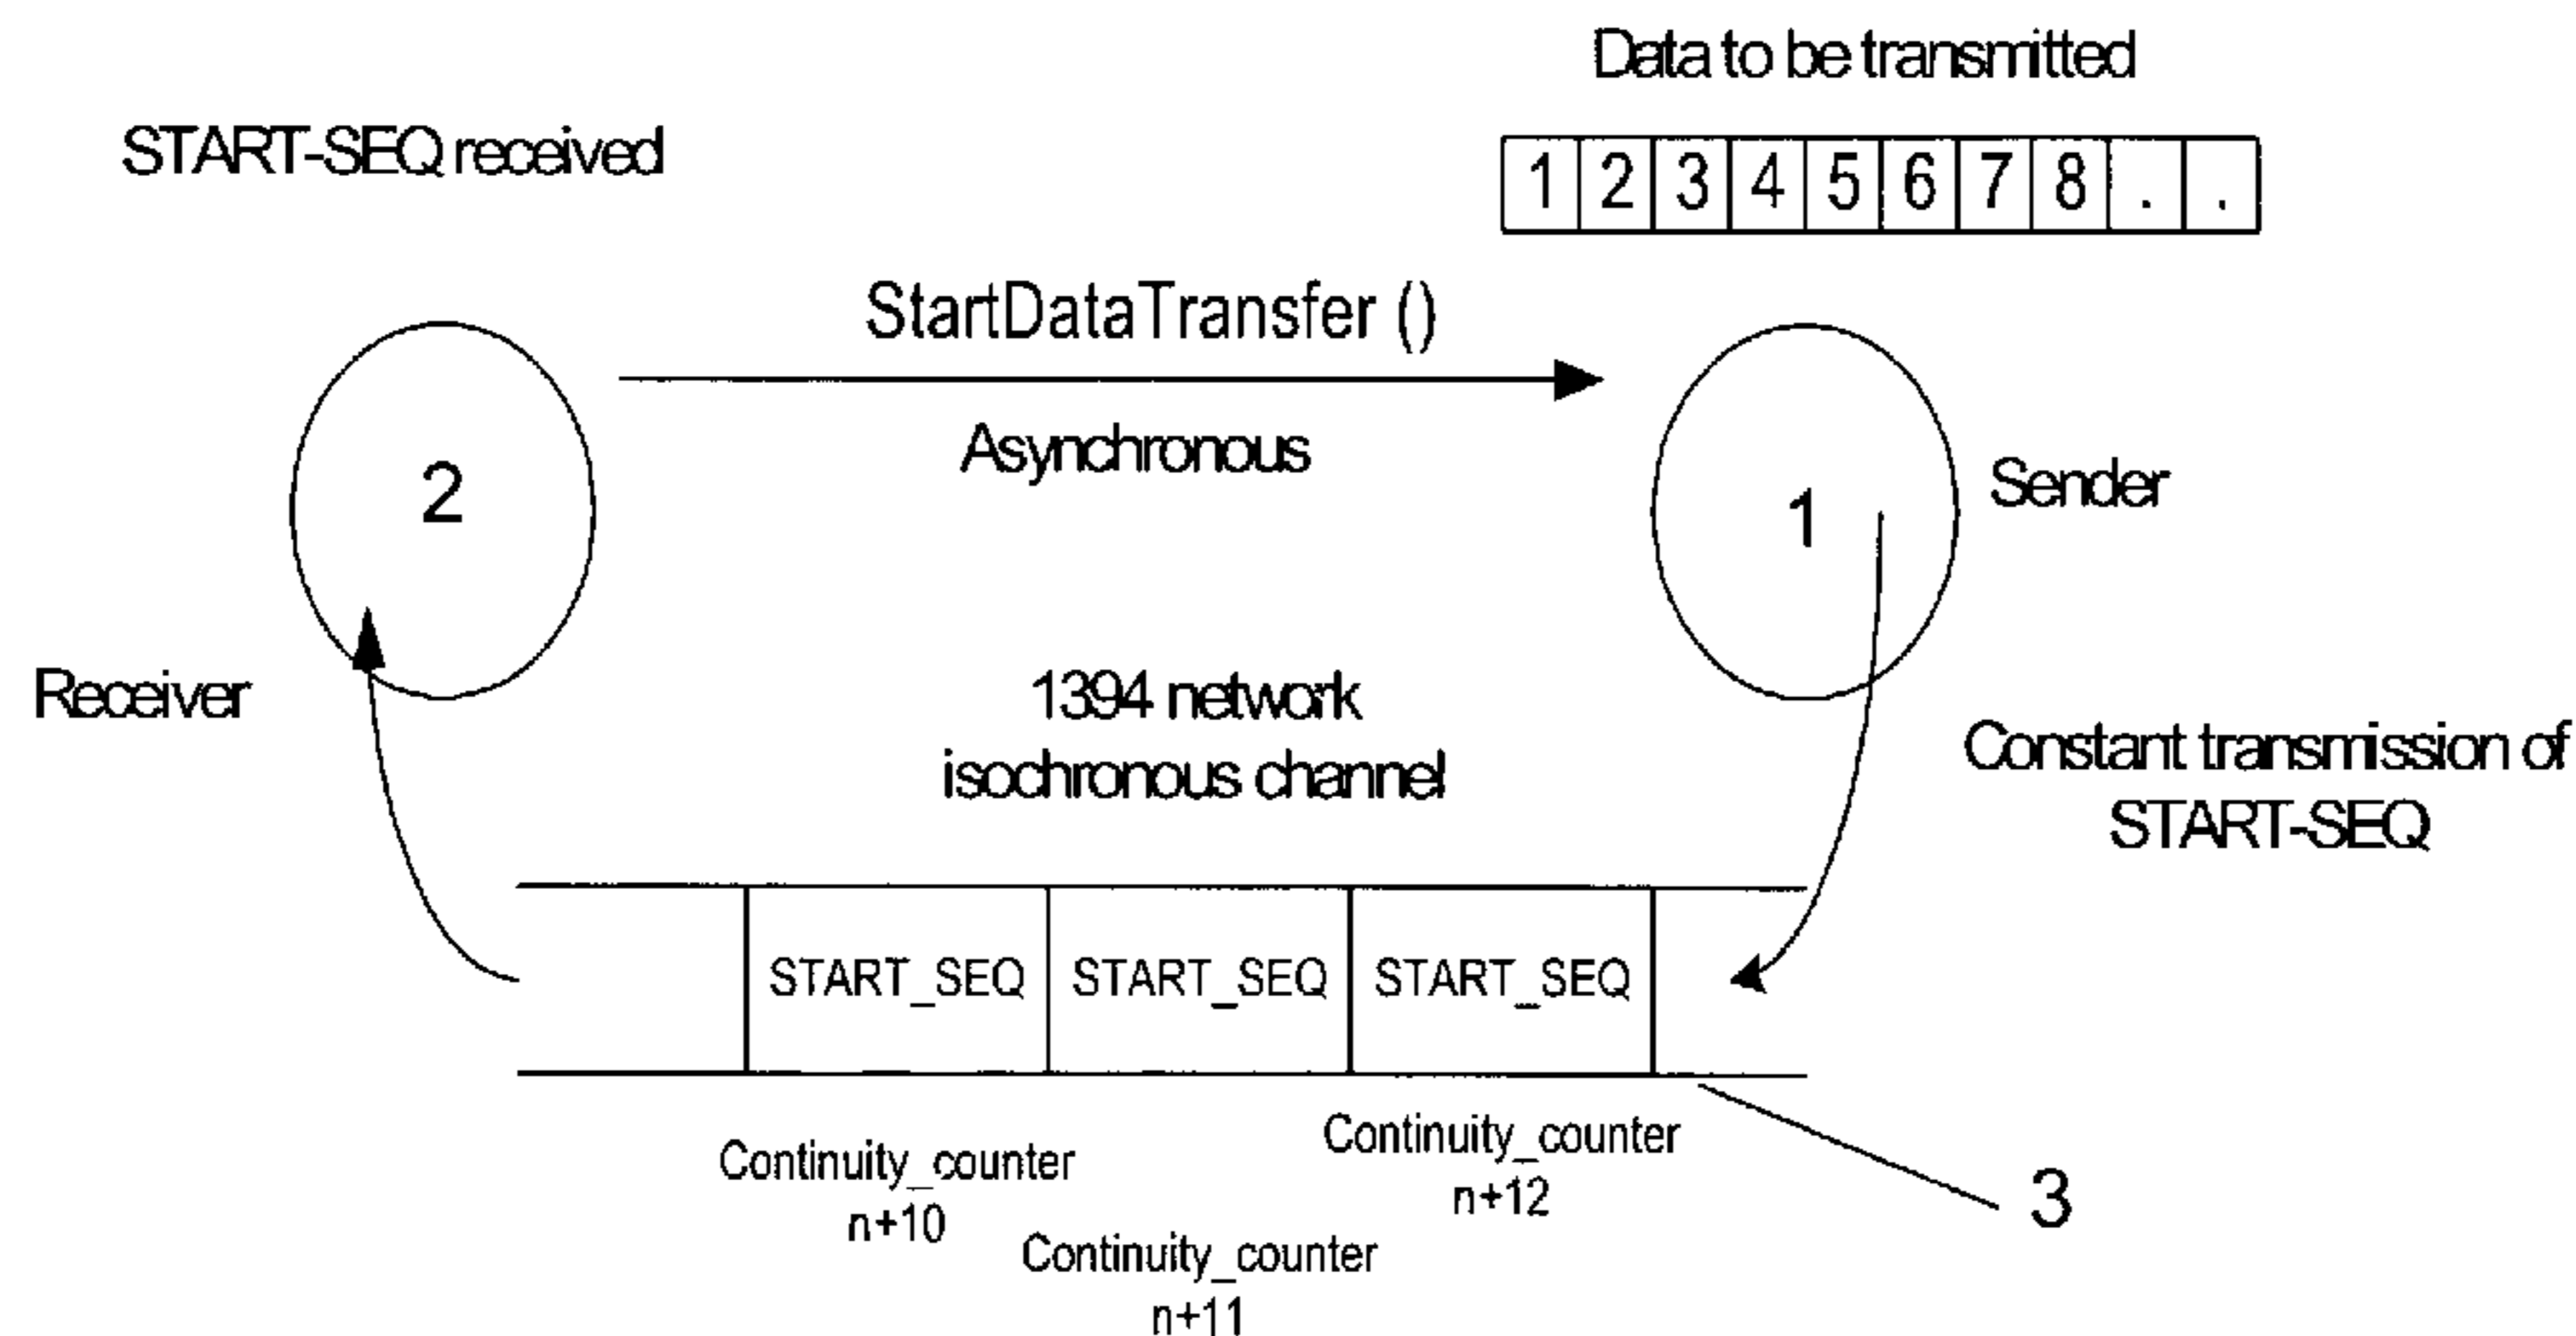 Data to be transmitted
START-SEQ received
1 2 3 4 5 6 7 8 . .
StartDataTransfer ()
Asynchronous
2
1
Sender
Receiver
1394 network
isochronous channel
Constant transmission of
START-SEQ
START_SEQ START_SEQ START_SEQ
Continuity_counter
n+10
Continuity_counter
n+11
Continuity_counter
n+12
3